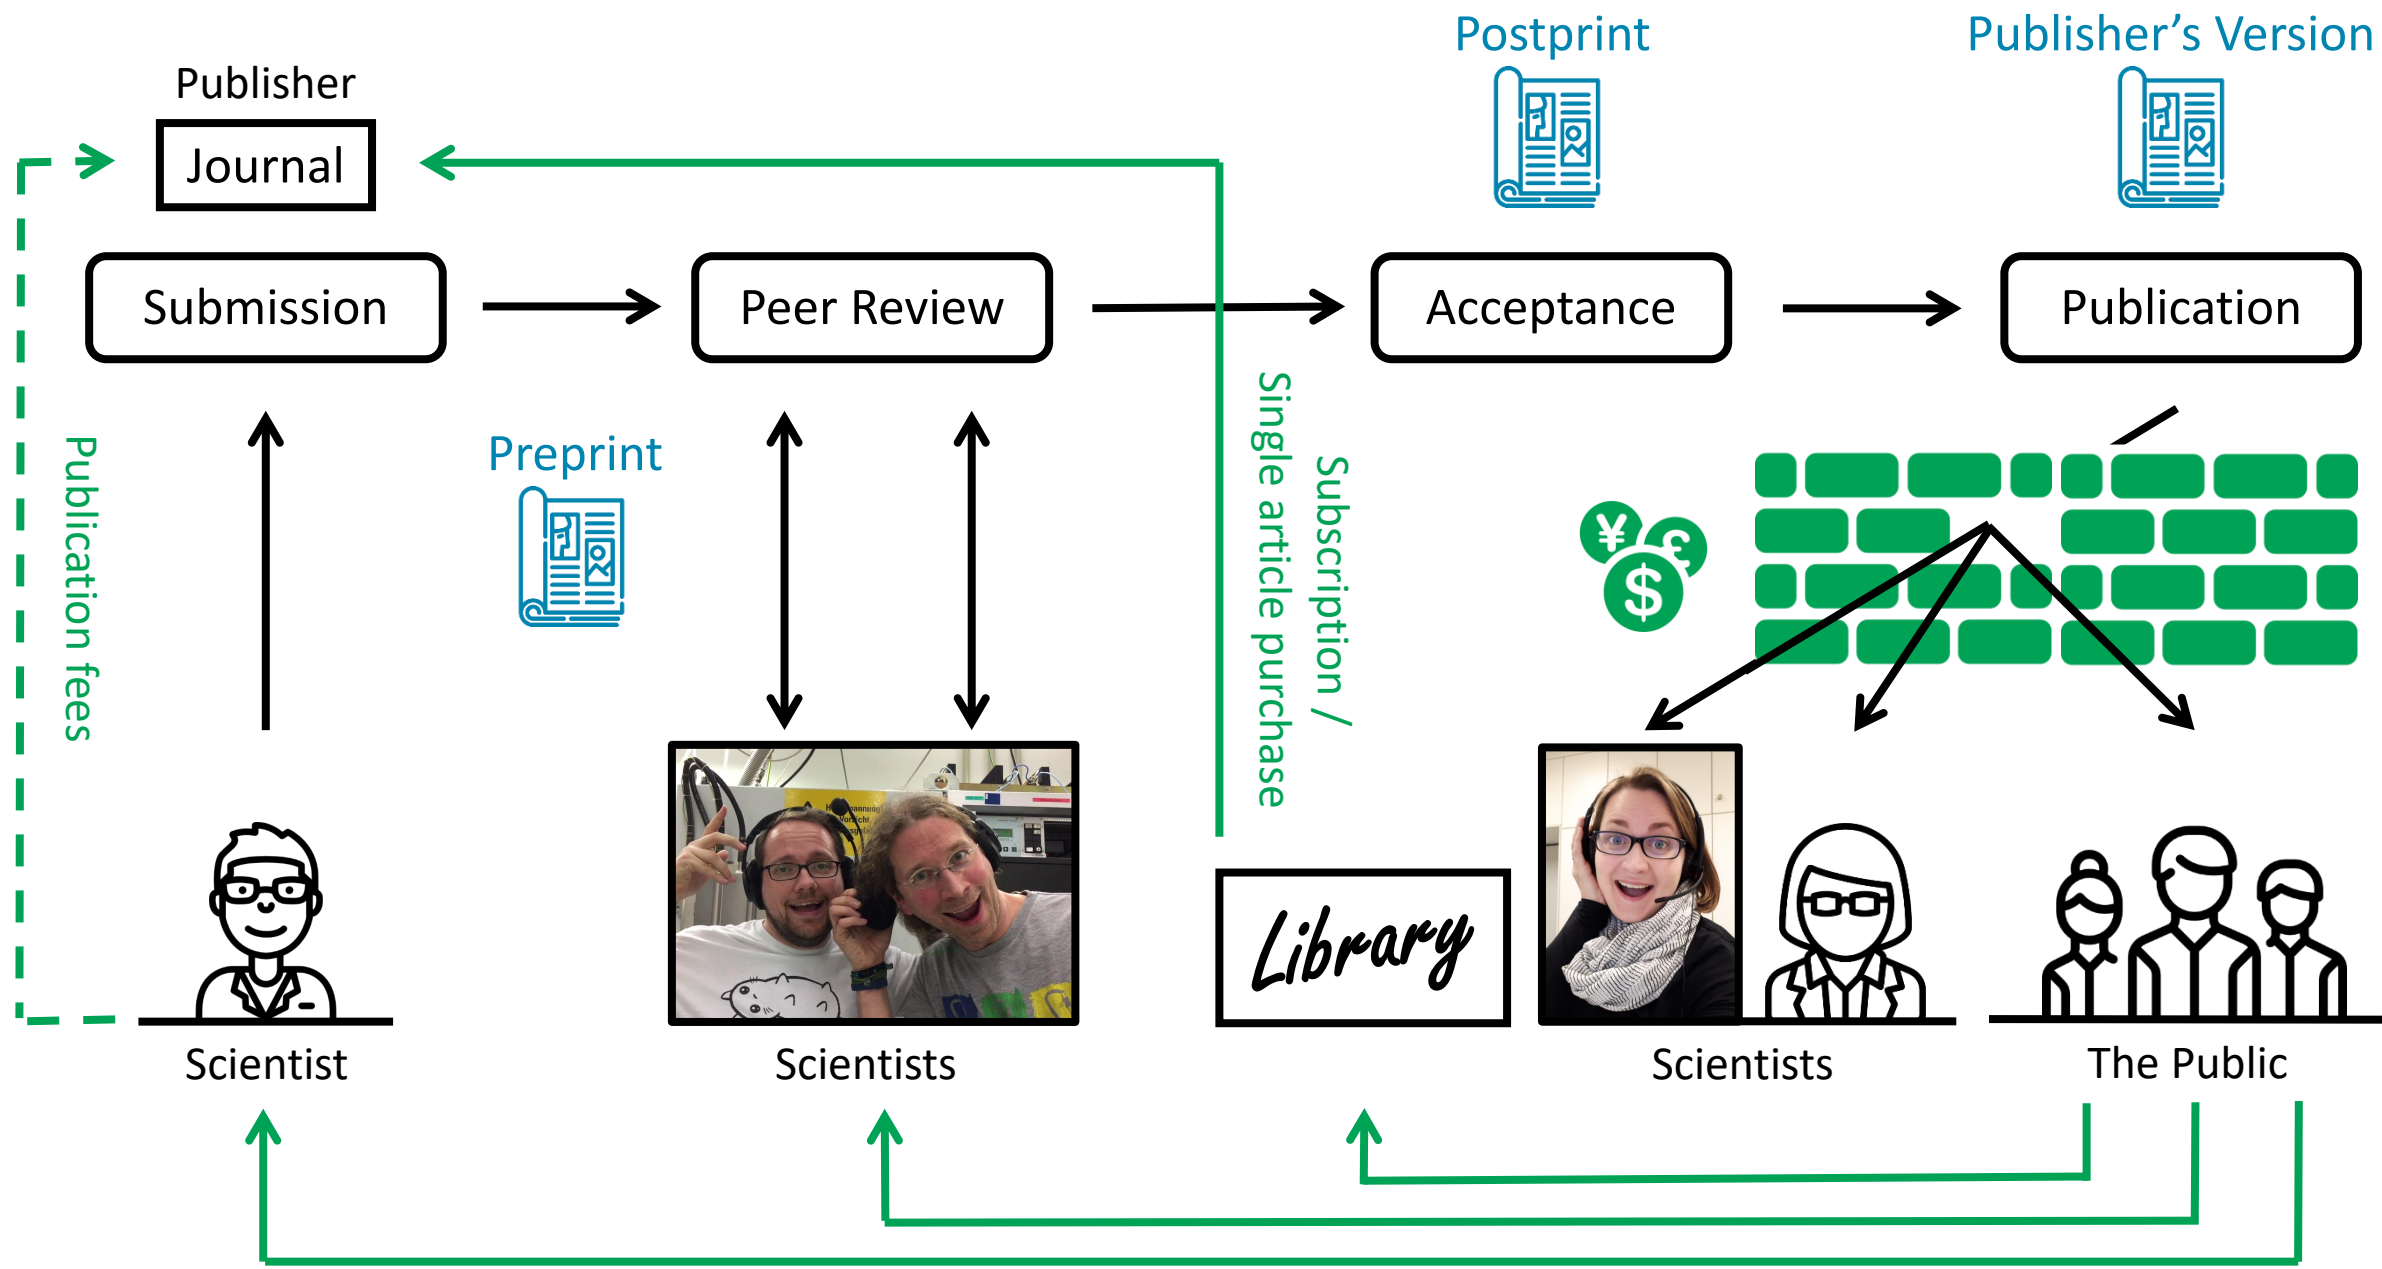 Postprint
Publisher's Version
Publisher
Journal
Submission
Peer Review
Acceptance
Publication
Publication fees
Preprint
Subscription /
Single article purchase
¥
£
$
Library
Scientist
Scientists
Scientists
The Public